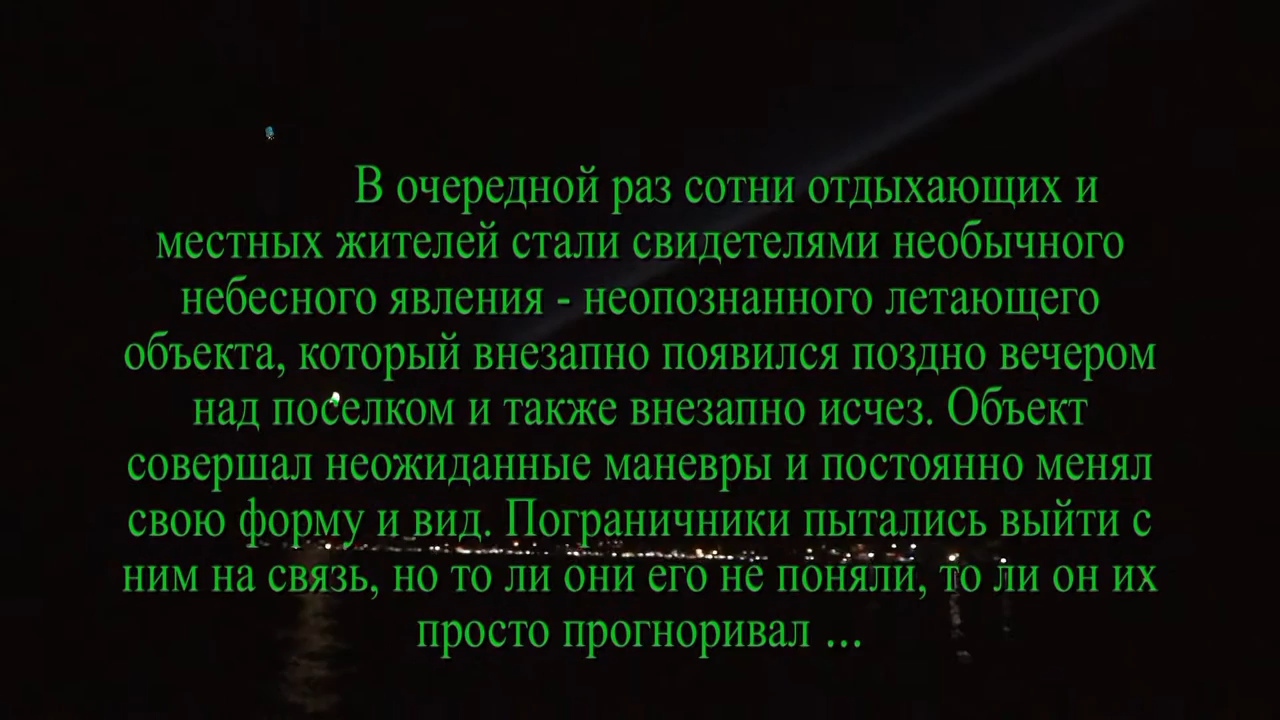 В очередной раз сотни отдыхающих и
местных жителей стали свидетелями необычного
небесного явления - неопознанного летающего
объекта, который внезапно появился поздно вечером
над поселком и также внезапно исчез. Объект
совершал неожиданные маневры и постоянно менял
свою форму и вид. Пограничники пытались выйти с
ним на связь, но то ли они его не поняли, то ли он их
просто прогноривал ...